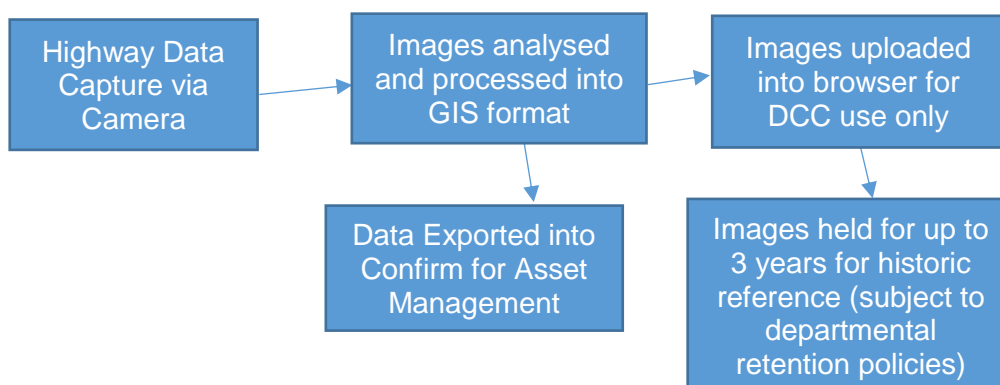 Highway Data
Capture via
Camera
Images analysed
and processed into
GIS format
Images uploaded
into browser for
DCC use only
Data Exported into
Confirm for Asset
Management
Images held for up to
3 years for historic
reference (subject to
departmental
retention policies)